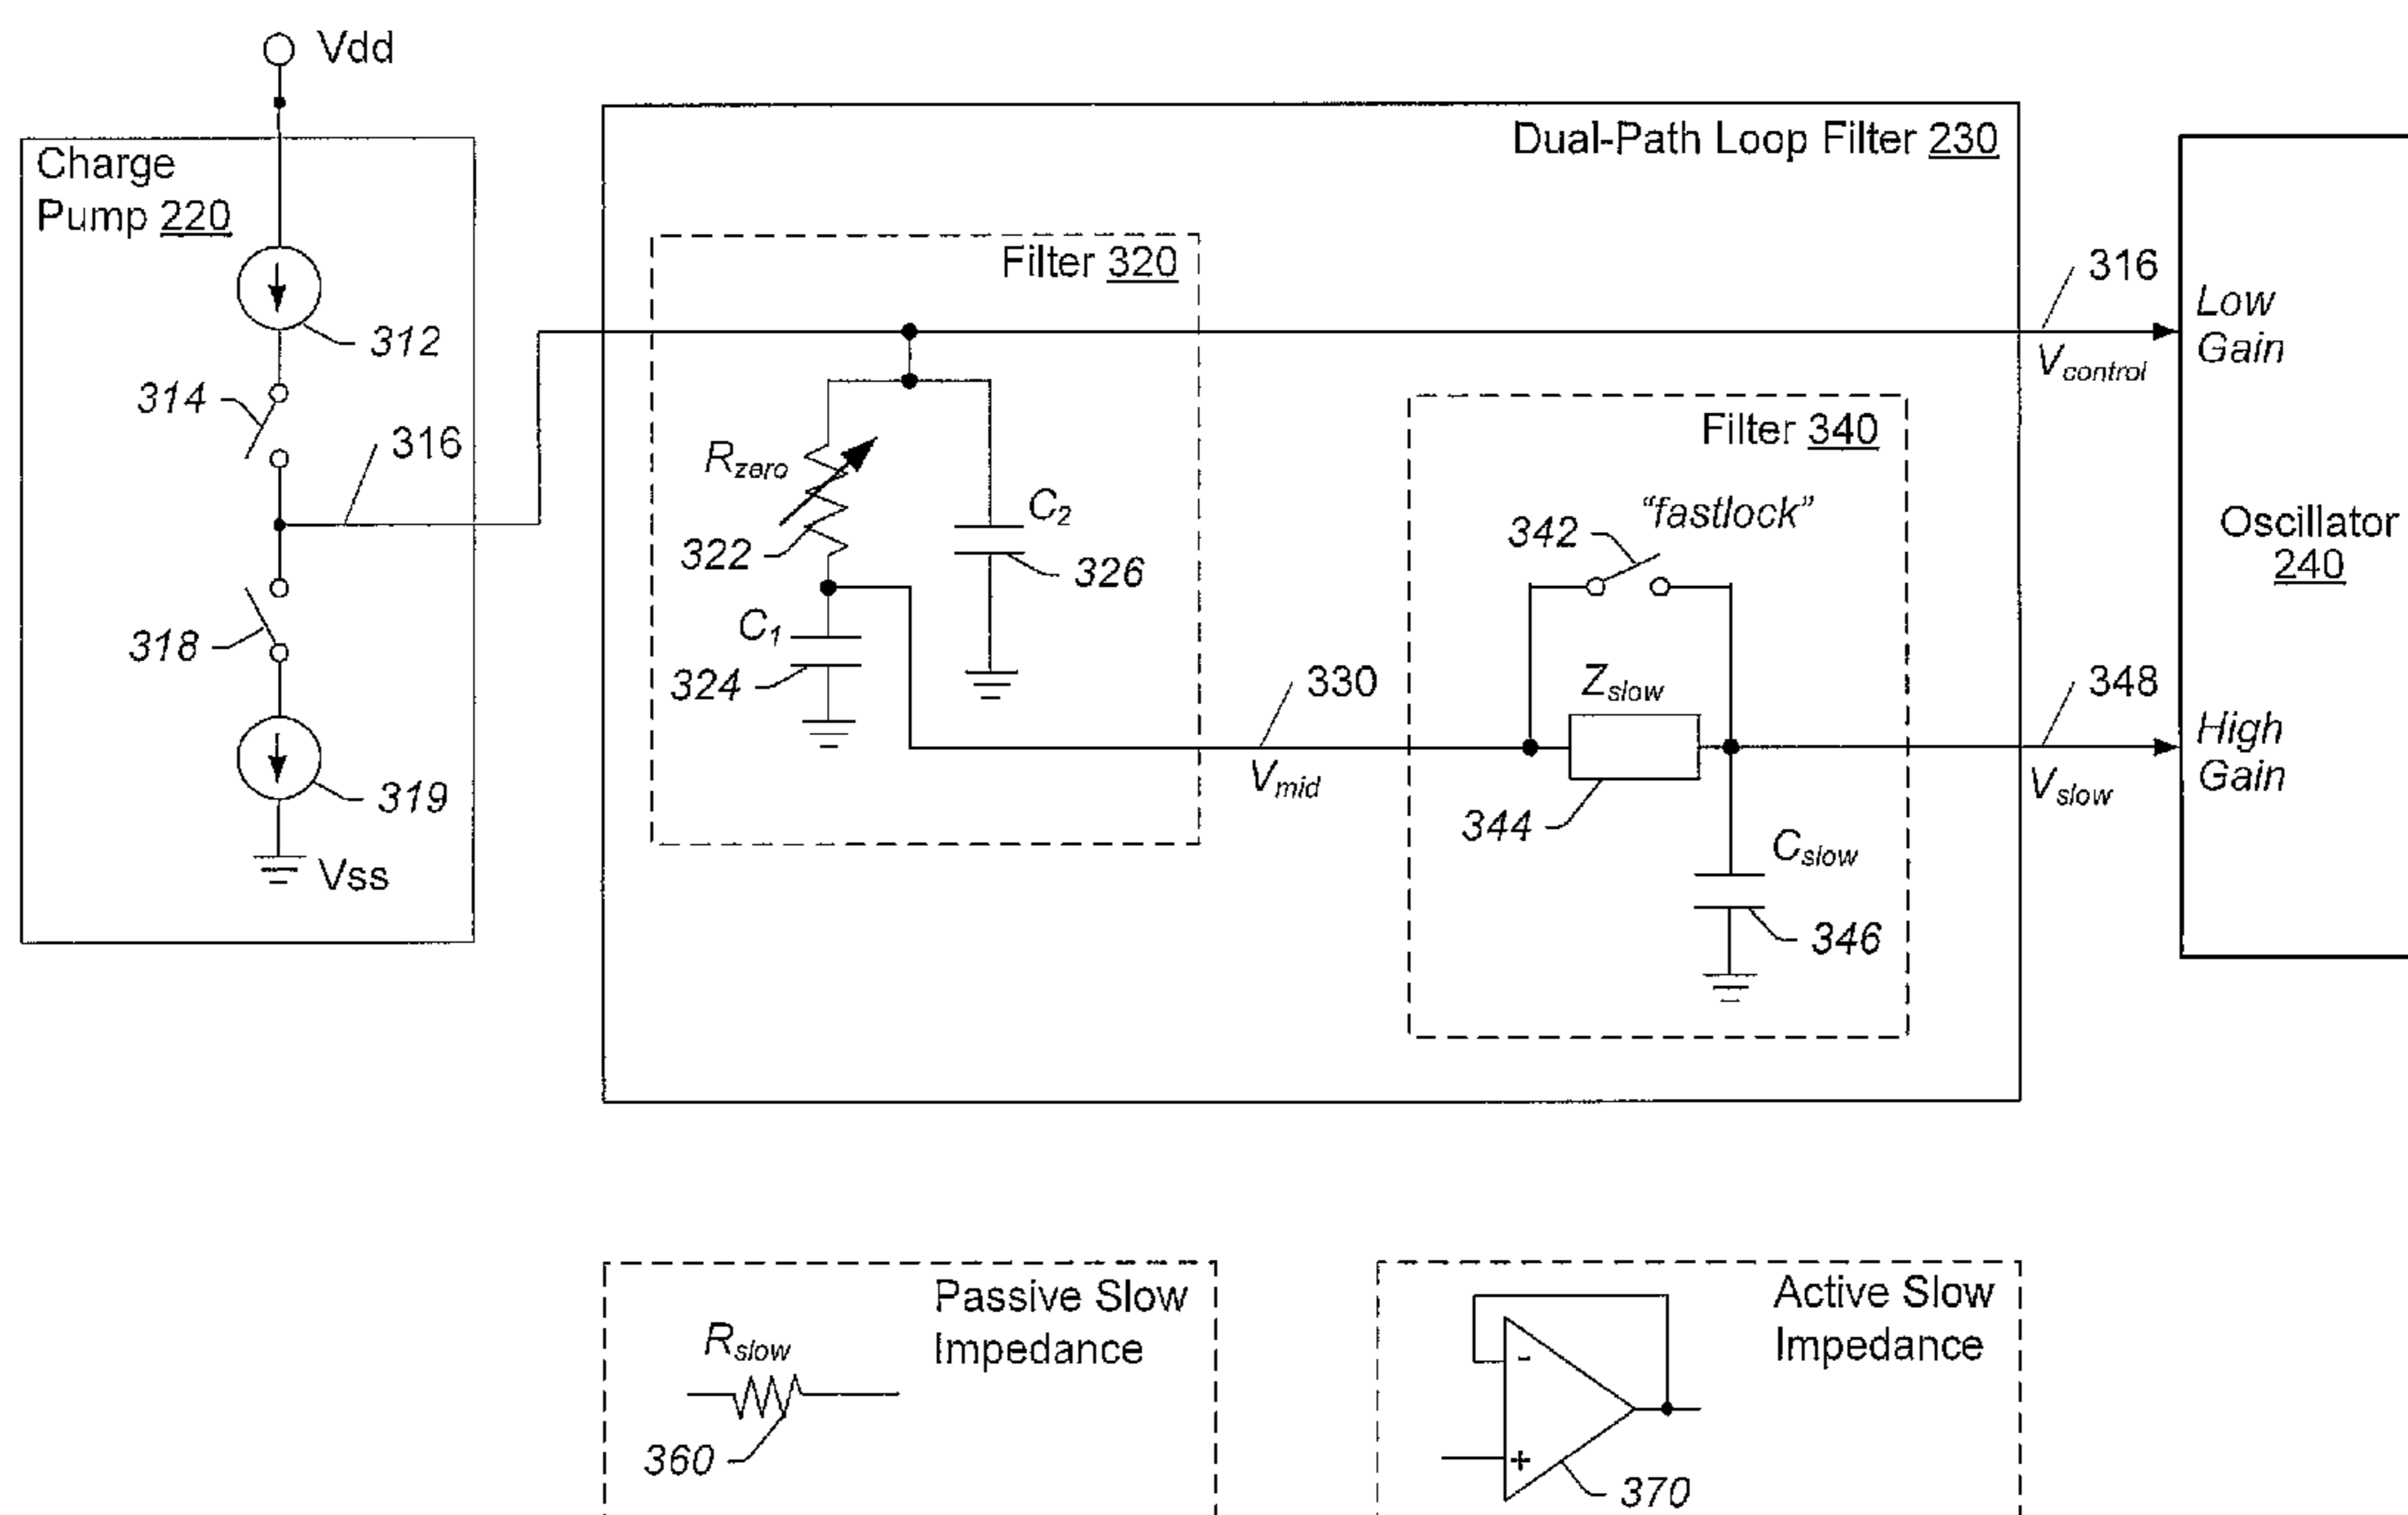 Vdd
Charge
Pump 220
312
314
316
318
319
Vss
Dual-Path Loop Filter 230
Filter 320
Rzero
322
C2
326
C1
324
330
Vmid
Filter 340
"fastlock"
342
Zslow
344
Cslow
346
316
Vcontrol
348
Vslow
Low
Gain
Oscillator
240
High
Gain
Passive Slow
Impedance
Rslow
360
Active Slow
Impedance
-
+
370